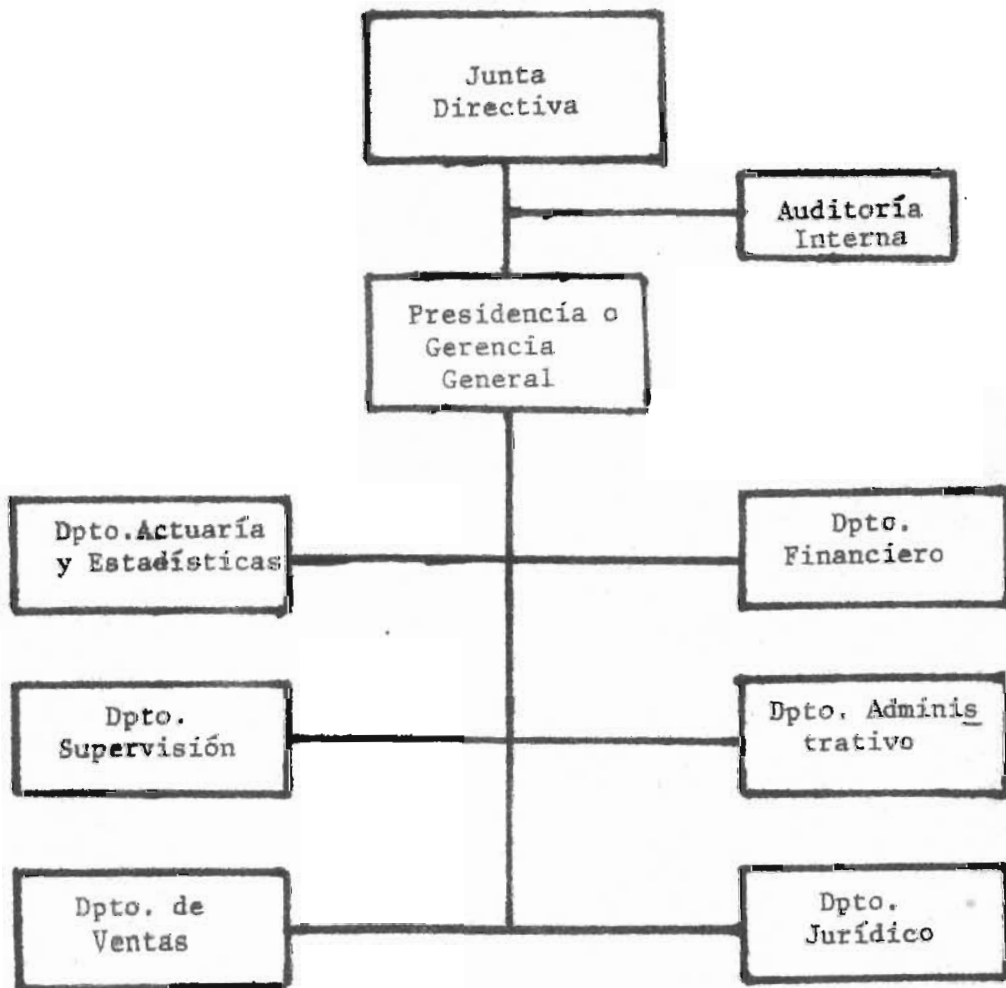 Junta
Directiva
Auditoría
Interna
Presidencía o
Gerencia
General
Dpto.Actuaría
y Estadísticas
Dpto.
Financiero
Dpto.
Supervisión
Dpto. Adminis
trativo
Dpto. de
Ventas
Dpto.
Jurídico